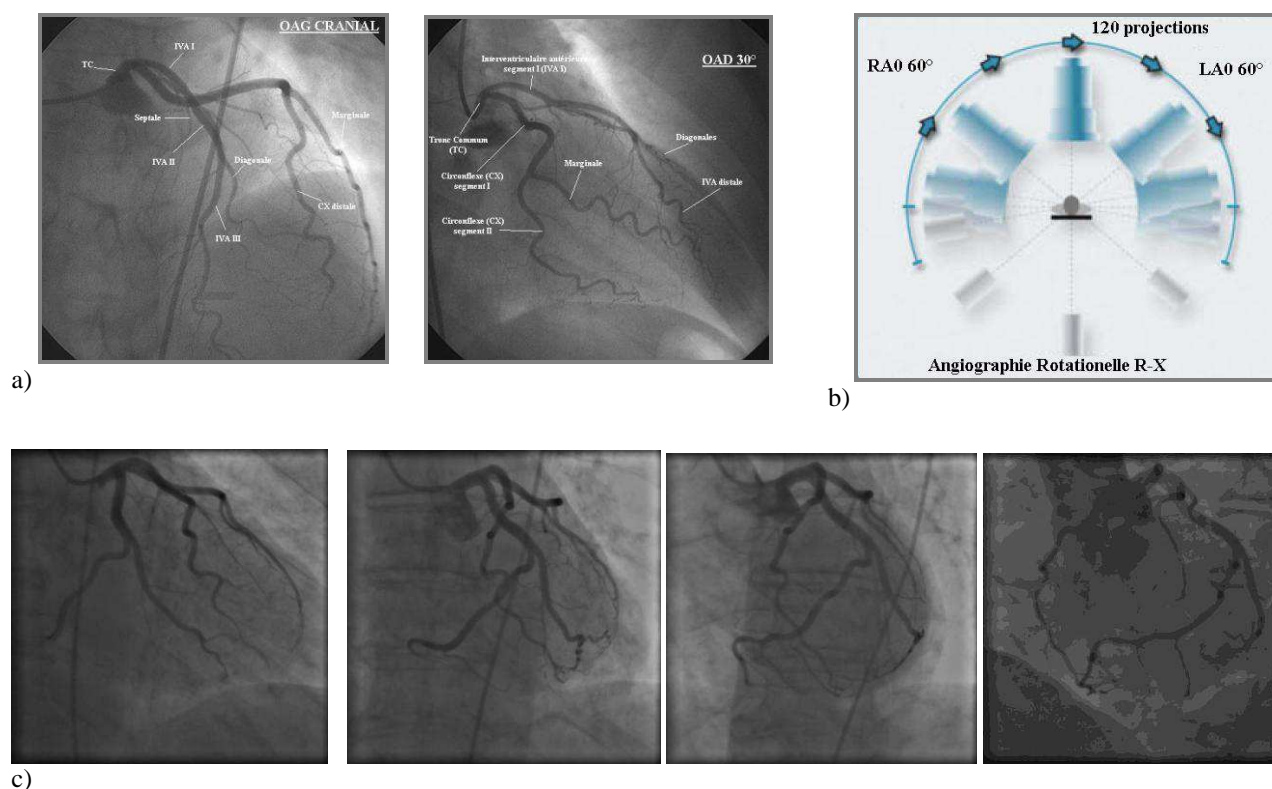 OAG CRANIAL
IVA I
TC
Septale
Marginale
IVA II
Diagonale
CX distale
IVA III
a)
Interventriculaire antérieure
segment I (IVA I)
OAD 30°
Tronc Commum
(TC)
Diagonales
Marginale
Circonflexe (CX)
segment I
IVA distale
Circonflexe (CX)
segment II
120 projections
RA0 60°
LA0 60°
Angiographie Rotationelle R-X
b)
c)